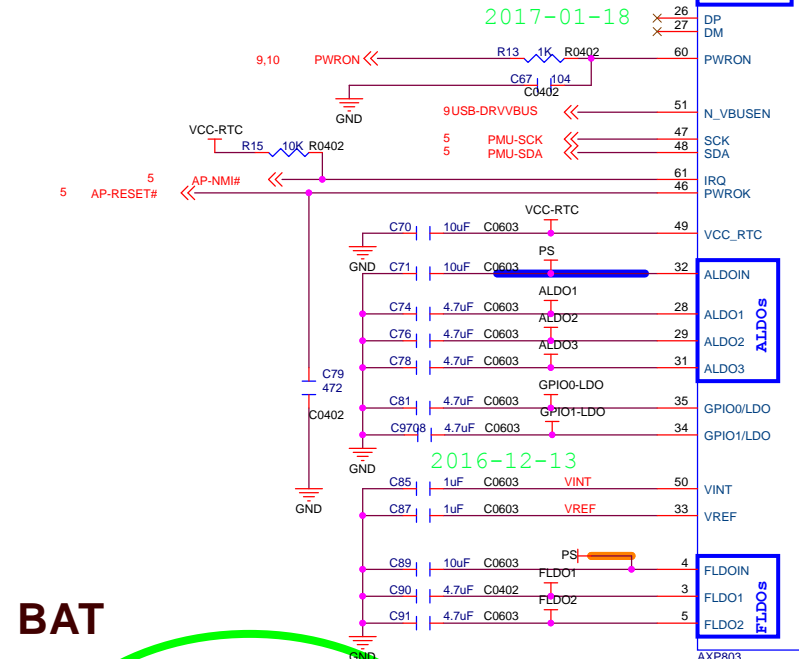 2017-01-18
26 DP
27 DM
9,10 PWRON R13 1K R0402 60 PWRON
C67 104
C0402
GND
9 USB-DRVVBUS 51 N_VBUSEN
5 PMU-SCK 47 SCK
5 PMU-SDA 48 SDA
VCC-RTC
R15 10K R0402
5 AP-NMI# 61 IRQ
5 AP-RESET# 46 PWROK
VCC-RTC
C70 10uF C0603 49 VCC_RTC
GND
PS
C71 10uF C0603 32 ALDOIN
ALDO1
C74 4.7uF C0603 28 ALDO1
ALDO2
C76 4.7uF C0603 29 ALDO2
ALDO3
C78 4.7uF C0603 31 ALDO3
ALDOs
C79
472
C0402
GND
GPIO0-LDO
C81 4.7uF C0603 35 GPIO0/LDO
GPIO1-LDO
C9708 4.7uF C0603 34 GPIO1/LDO
GND
2016-12-13
C85 1uF C0603 VINT 50 VINT
C87 1uF C0603 VREF 33 VREF
PS
C89 10uF C0603 4 FLDOIN
FLDO1
C90 4.7uF C0402 3 FLDO1
FLDO2
C91 4.7uF C0603 5 FLDO2
FLDOs
GND
BAT
AXP803